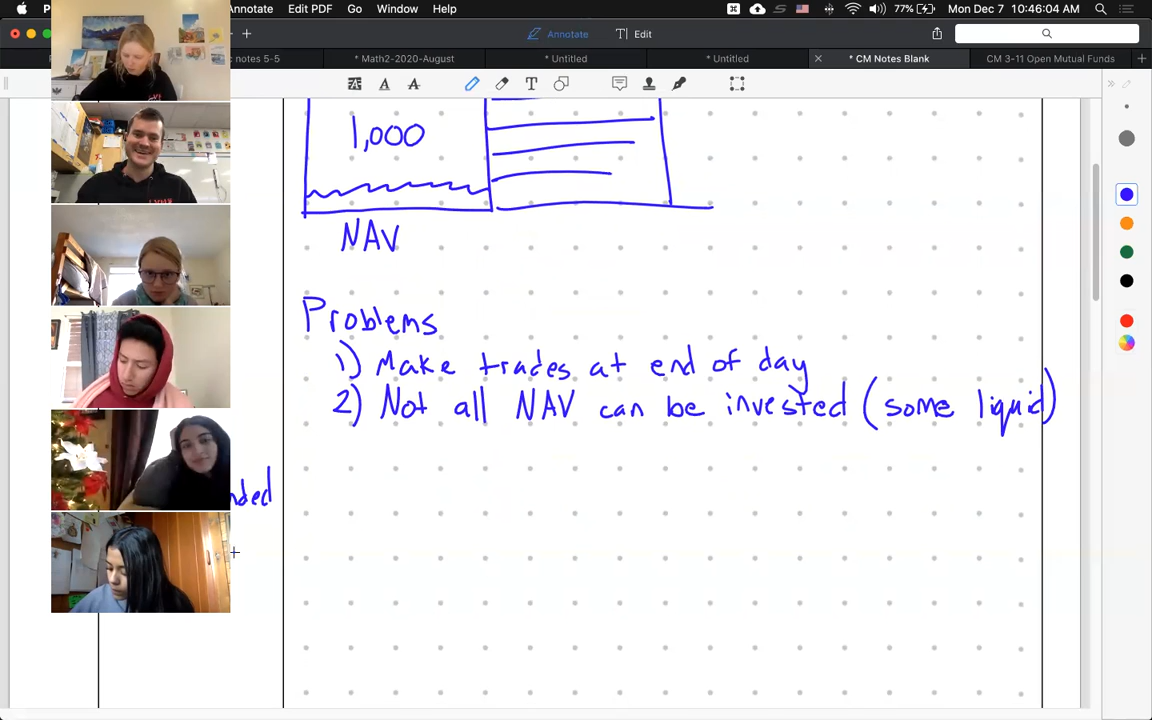 Annotate Edit PDF Go Window Help 77% Mon Dec 7 10:46:04 AM
Annotate Edit
notes 5-5 * Math2-2020-August * Untitled * Untitled * CM Notes Blank CM 3-11 Open Mutual Funds
1,000
NAV
Problems
1) Make trades at end of day
2) Not all NAV can be invested (some liquid)
nded